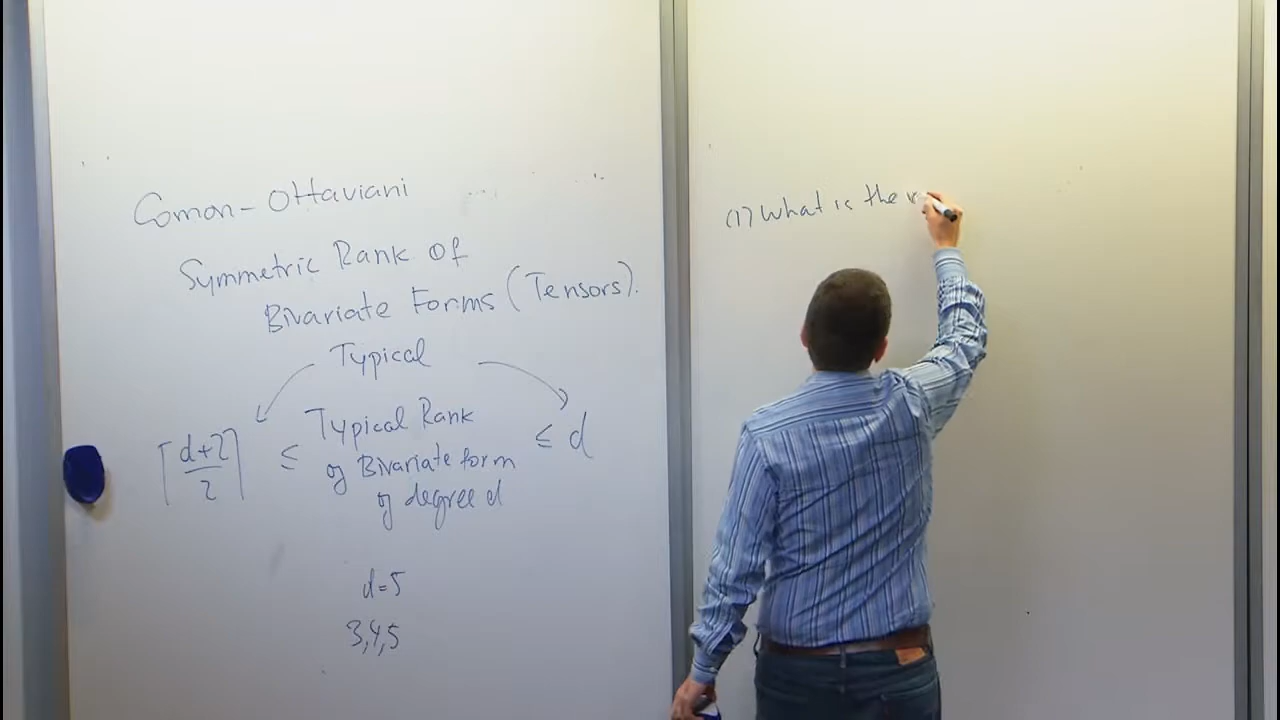 Comon-Ottaviani
Symmetric Rank of
Bivariate Forms (Tensors).
Typical
⌈d+2/2⌉ ≤ Typical Rank
of Bivariate form
of degree d
≤ d
d=5
3,4,5
(1) What is the